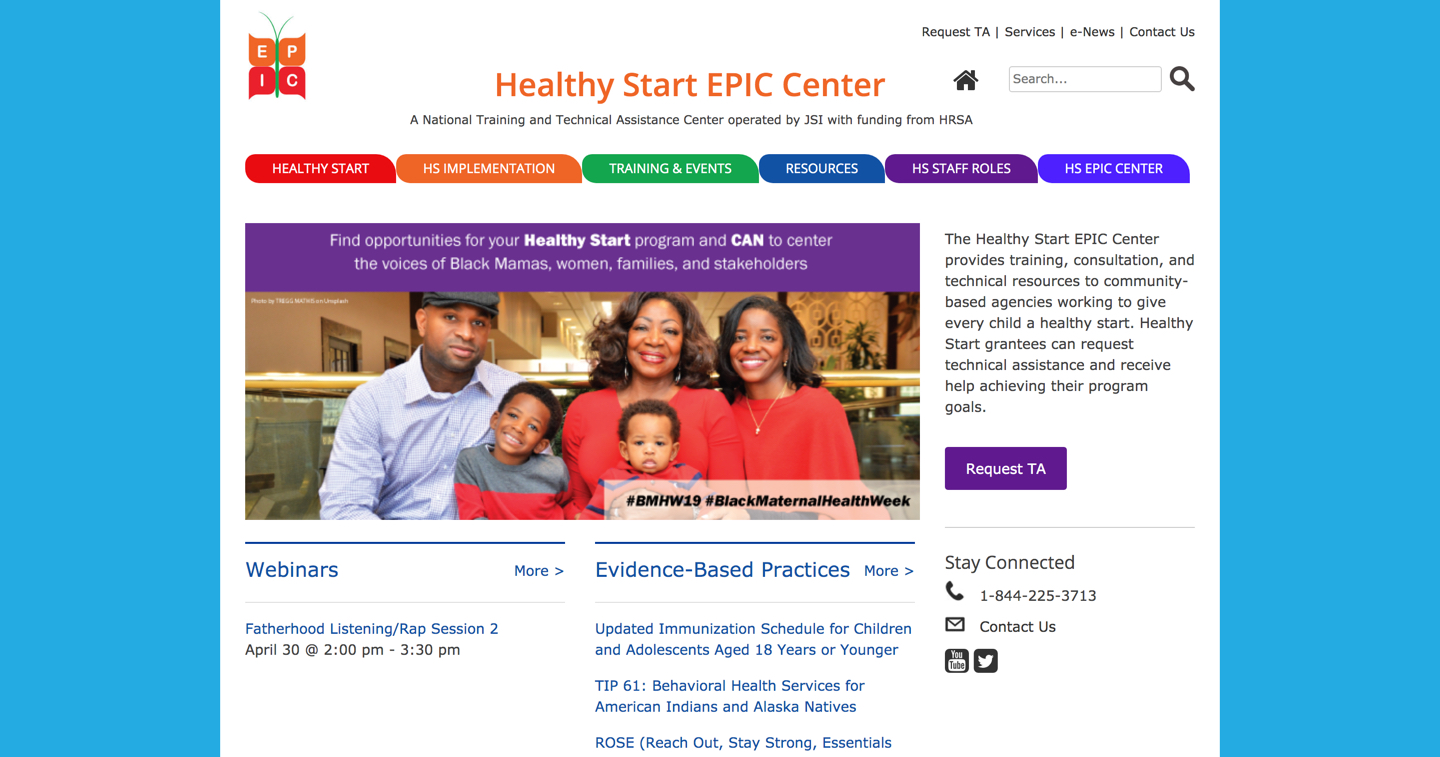 E P
I C
Request TA | Services | e-News | Contact Us
Healthy Start EPIC Center
Search...
A National Training and Technical Assistance Center operated by JSI with funding from HRSA
HEALTHY START
HS IMPLEMENTATION
TRAINING & EVENTS
RESOURCES
HS STAFF ROLES
HS EPIC CENTER
Find opportunities for your Healthy Start program and CAN to center
the voices of Black Mamas, women, families, and stakeholders
Photo by TREGG MATHIS on Unsplash
#BMHW19 #BlackMaternalHealthWeek
The Healthy Start EPIC Center
provides training, consultation, and
technical resources to community-
based agencies working to give
every child a healthy start. Healthy
Start grantees can request
technical assistance and receive
help achieving their program
goals.
Request TA
Webinars
More >
Fatherhood Listening/Rap Session 2
April 30 @ 2:00 pm - 3:30 pm
Evidence-Based Practices
More >
Updated Immunization Schedule for Children
and Adolescents Aged 18 Years or Younger
TIP 61: Behavioral Health Services for
American Indians and Alaska Natives
ROSE (Reach Out, Stay Strong, Essentials
Stay Connected
1-844-225-3713
Contact Us
You
Tube